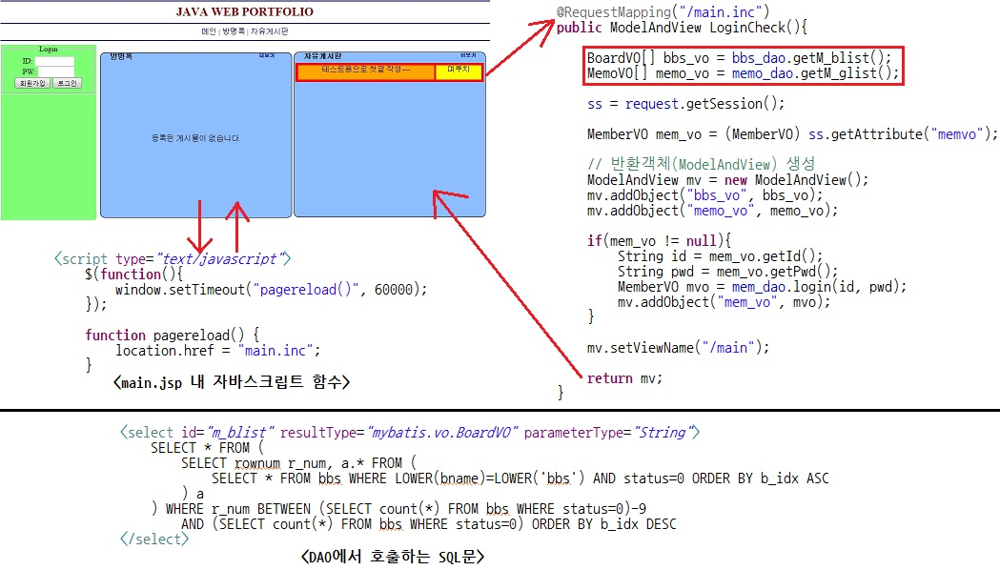 JAVA WEB PORTFOLIO
메인 | 방명록 | 자유게시판
Login
ID:
PW:
회원가입 로그인
방명록 더보기
등록된 게시물이 없습니다.
자유게시판 더보기
테스트용으로 첫글 작성~~ 며루치
<script type="text/javascript">
$(function(){
window.setTimeout("pagereload()", 60000);
});
function pagereload() {
location.href = "main.inc";
}
<main.jsp 내 자바스크립트 함수>
@RequestMapping("/main.inc")
public ModelAndView LoginCheck(){
BoardVO[] bbs_vo = bbs_dao.getM_blist();
MemoVO[] memo_vo = memo_dao.getM_glist();
ss = request.getSession();
MemberVO mem_vo = (MemberVO) ss.getAttribute("memvo");
// 반환객체(ModelAndView) 생성
ModelAndView mv = new ModelAndView();
mv.addObject("bbs_vo", bbs_vo);
mv.addObject("memo_vo", memo_vo);
if(mem_vo != null){
String id = mem_vo.getId();
String pwd = mem_vo.getPwd();
MemberVO mvo = mem_dao.login(id, pwd);
mv.addObject("mem_vo", mvo);
}
mv.setViewName("/main");
return mv;
}
<select id="m_blist" resultType="mybatis.vo.BoardVO" parameterType="String">
SELECT * FROM (
SELECT rownum r_num, a.* FROM (
SELECT * FROM bbs WHERE LOWER(bname)=LOWER('bbs') AND status=0 ORDER BY b_idx ASC
) a
) WHERE r_num BETWEEN (SELECT count(*) FROM bbs WHERE status=0)-9
AND (SELECT count(*) FROM bbs WHERE status=0) ORDER BY b_idx DESC
</select>
<DAO에서 호출하는 SQL문>